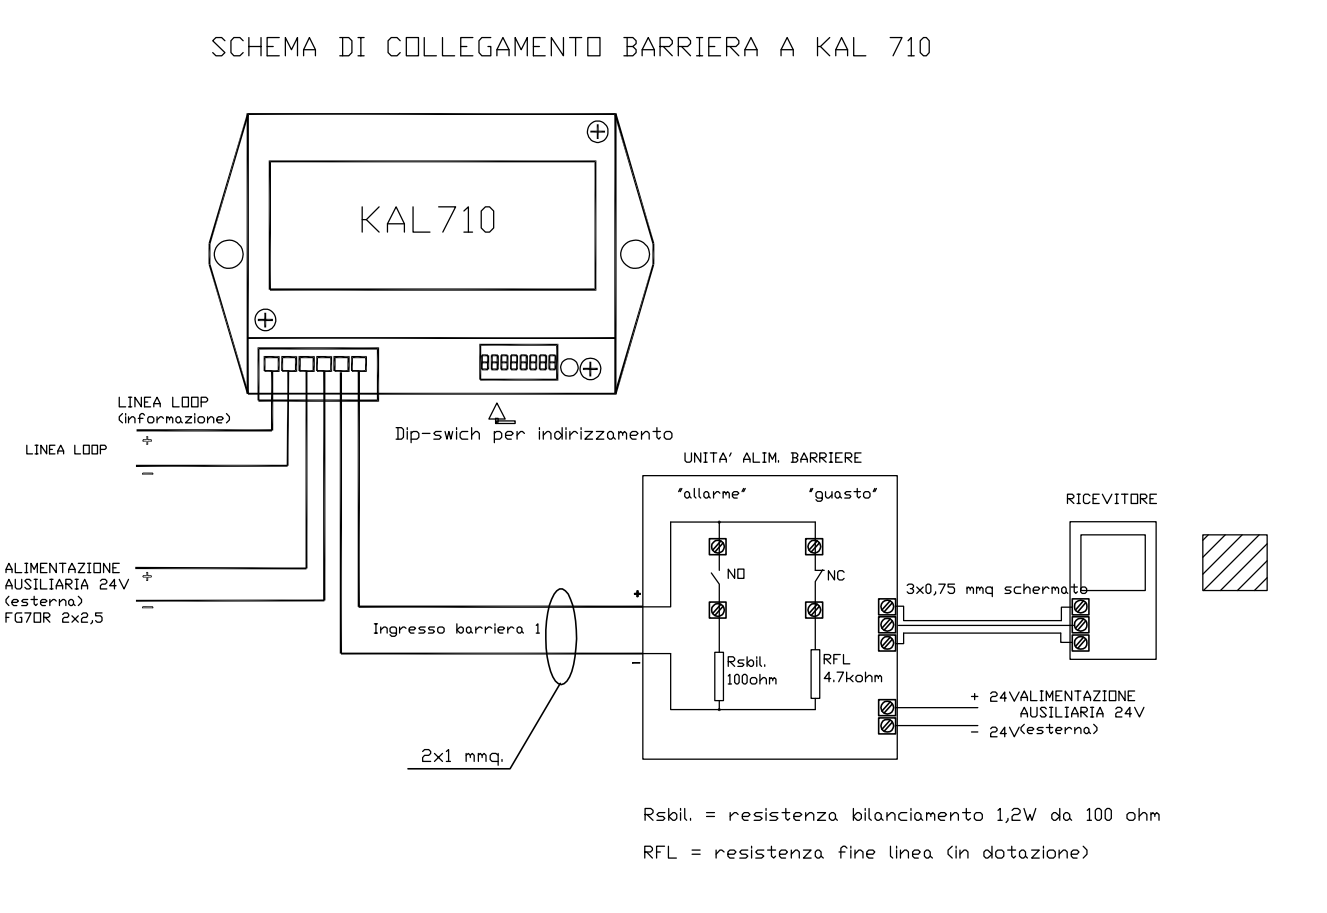 SCHEMA DI COLLEGAMENTO BARRIERA A KAL 710
KAL710
LINEA LOOP
(informazione)
+
LINEA LOOP
−
Dip-swich per indirizzamento
ALIMENTAZIONE
+
AUSILIARIA 24V
(esterna)
−
FG7OR 2x2,5
Ingresso barriera 1
2x1 mmq.
UNITA' ALIM. BARRIERE
"allarme" "guasto"
NO
NC
+
−
Rsbil.
100ohm
RFL
4.7kohm
RICEVITORE
3x0,75 mmq schermato
+ 24V ALIMENTAZIONE
AUSILIARIA 24V
− 24V (esterna)
Rsbil. = resistenza bilanciamento 1,2W da 100 ohm
RFL = resistenza fine linea (in dotazione)